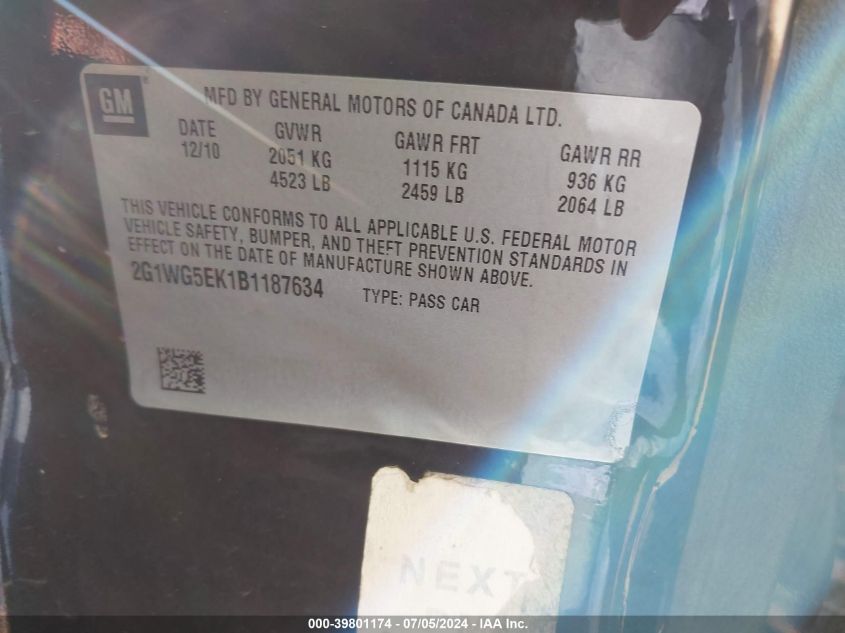 GM
MFD BY GENERAL MOTORS OF CANADA LTD.
DATE GVWR GAWR FRT GAWR RR
12/10 2051 KG 1115 KG 936 KG
4523 LB 2459 LB 2064 LB
THIS VEHICLE CONFORMS TO ALL APPLICABLE U.S. FEDERAL MOTOR
VEHICLE SAFETY, BUMPER, AND THEFT PREVENTION STANDARDS IN
EFFECT ON THE DATE OF MANUFACTURE SHOWN ABOVE.
2G1WG5EK1B1187634 TYPE: PASS CAR
NEXT
000-39801174 - 07/05/2024 - IAA Inc.